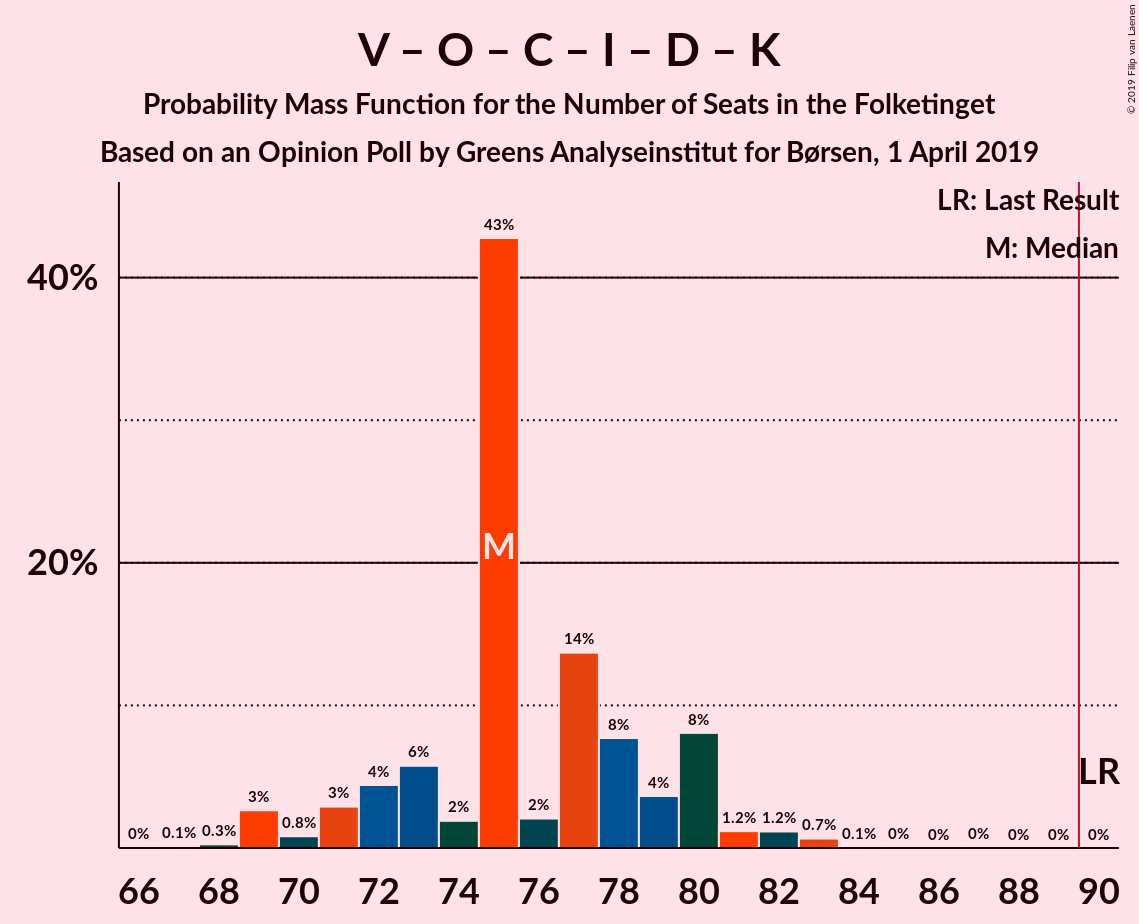 V – O – C – I – D – K
Probability Mass Function for the Number of Seats in the Folketinget
Based on an Opinion Poll by Greens Analyseinstitut for Børsen, 1 April 2019
© 2019 Filip van Laenen
LR: Last Result
M: Median
40%
20%
0% 0.1% 0.3% 3% 0.8% 3% 4% 6% 2% 43% 2% 14% 8% 4% 8% 1.2% 1.2% 0.7% 0.1% 0% 0% 0% 0% 0% 0%
M
LR
66 68 70 72 74 76 78 80 82 84 86 88 90